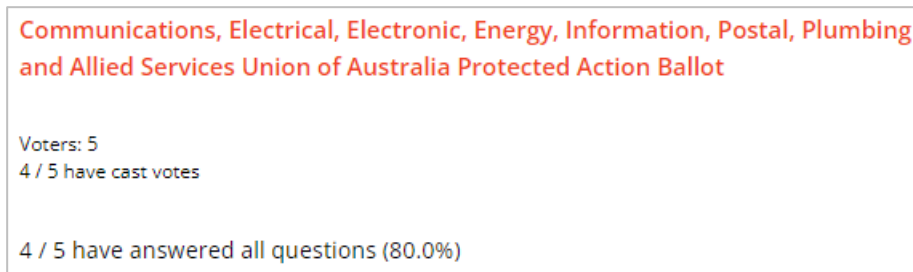 Communications, Electrical, Electronic, Energy, Information, Postal, Plumbing
and Allied Services Union of Australia Protected Action Ballot
Voters: 5
4 / 5 have cast votes
4 / 5 have answered all questions (80.0%)